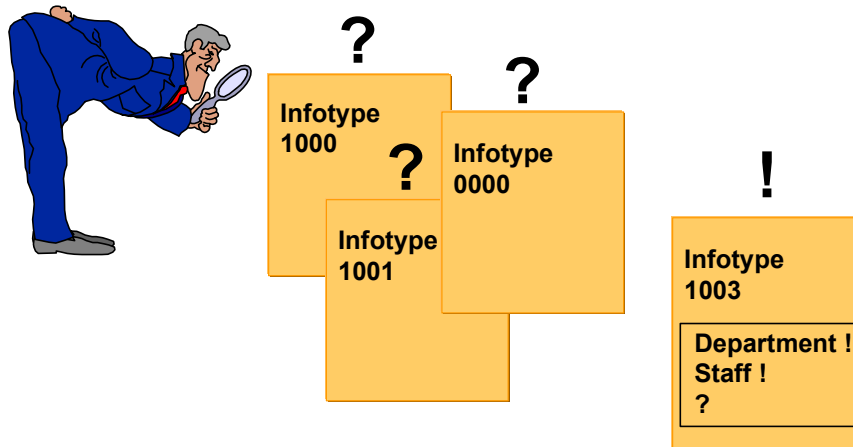 ?
Infotype
1000
?
Infotype
0000
?
Infotype
1001
!
Infotype
1003
Department !
Staff !
?